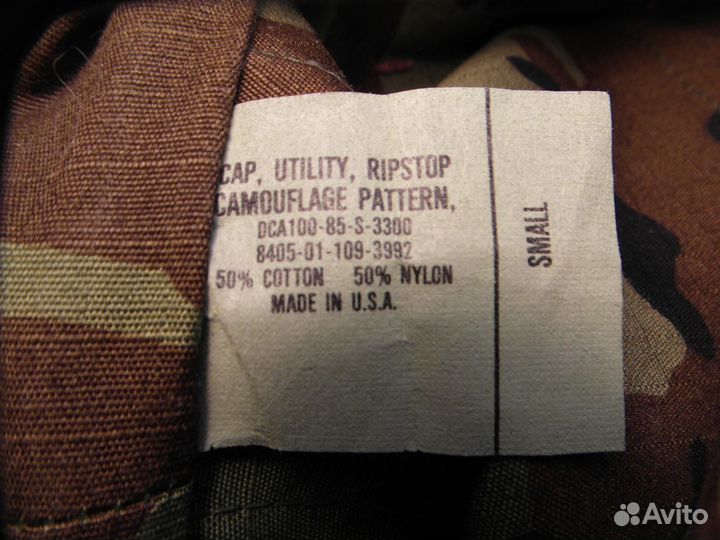 CAP, UTILITY, RIPSTOP
CAMOUFLAGE PATTERN,
DCA100-85-S-3300
8405-01-109-3992
50% COTTON 50% NYLON
MADE IN U.S.A.
SMALL
Avito